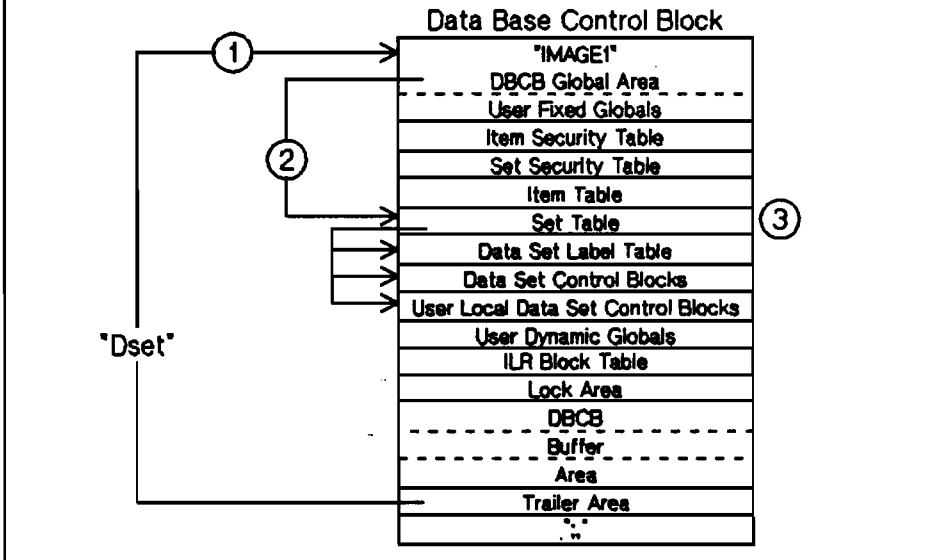 Data Base Control Block
1
"IMAGE1"
DBCB Global Area
User Fixed Globals
Item Security Table
2
Set Security Table
Item Table
Set Table
3
Data Set Label Table
Data Set Control Blocks
User Local Data Set Control Blocks
User Dynamic Globals
"Dset"
ILR Block Table
Lock Area
DBCB
Buffer
Area
Trailer Area